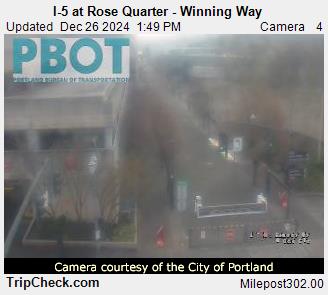 I-5 at Rose Quarter - Winning Way
Updated Dec 26 2024 1:49 PM Camera 4
PBOT
PORTLAND BUREAU OF TRANSPORTATION
Camera courtesy of the City of Portland
TripCheck.com Milepost302.00